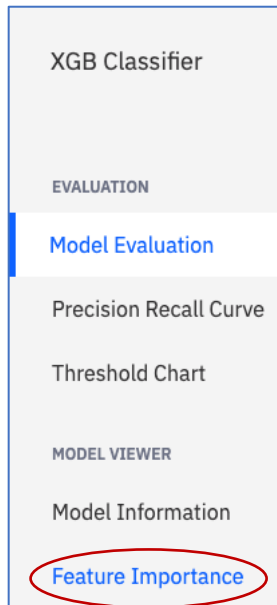 XGB Classifier
EVALUATION
Model Evaluation
Precision Recall Curve
Threshold Chart
MODEL VIEWER
Model Information
Feature Importance